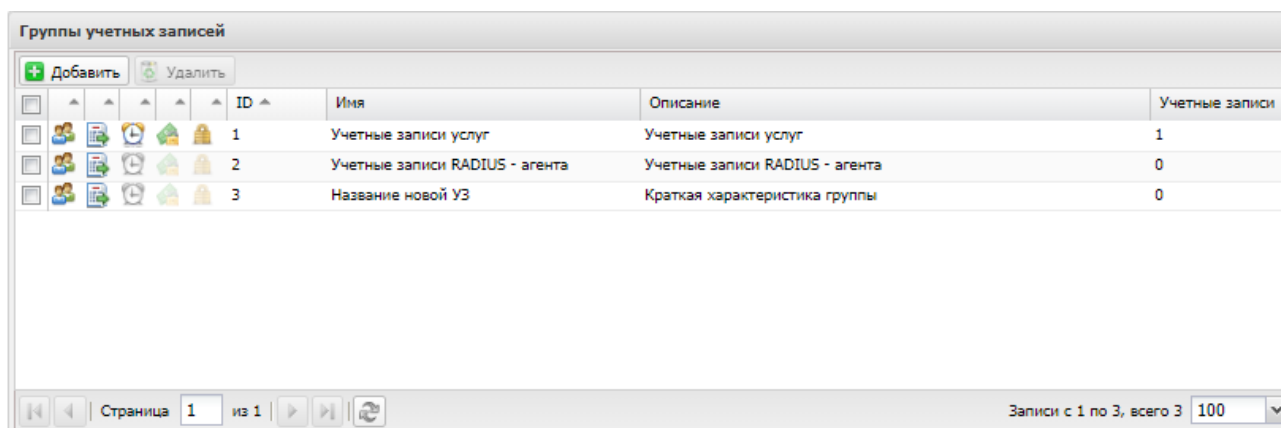 Группы учетных записей
Добавить Удалить
ID Имя Описание Учетные записи
1 Учетные записи услуг Учетные записи услуг 1
2 Учетные записи RADIUS - агента Учетные записи RADIUS - агента 0
3 Название новой УЗ Краткая характеристика группы 0
Страница 1 из 1 Записи с 1 по 3, всего 3 100